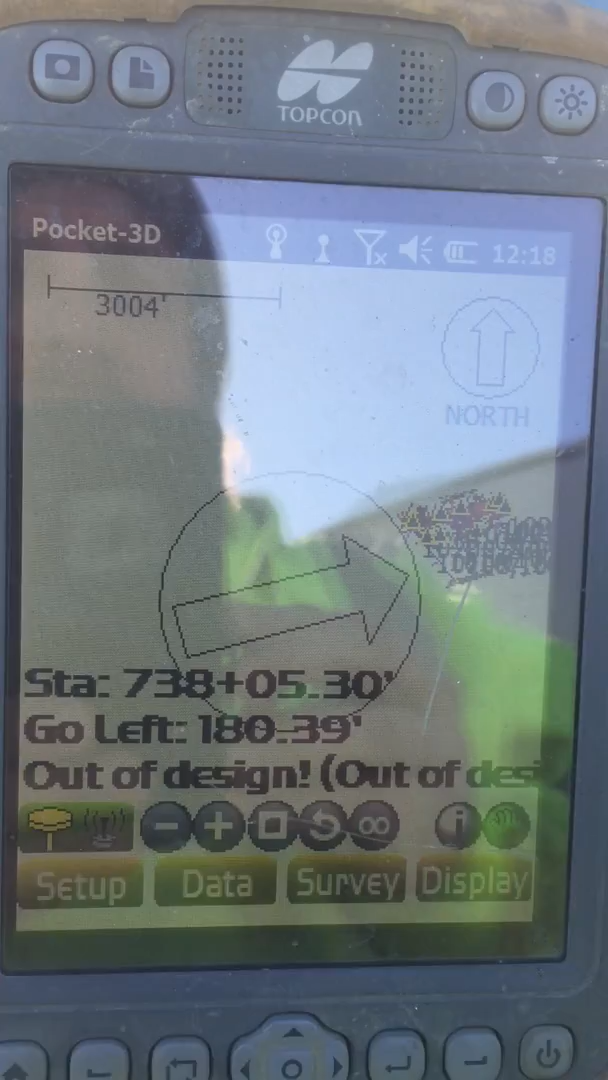 TOPCON
Pocket-3D 12:18
3004'
NORTH
Sta: 738+05.30'
Go Left: 180.39'
Out of design! (Out of desi
Setup Data Survey Display